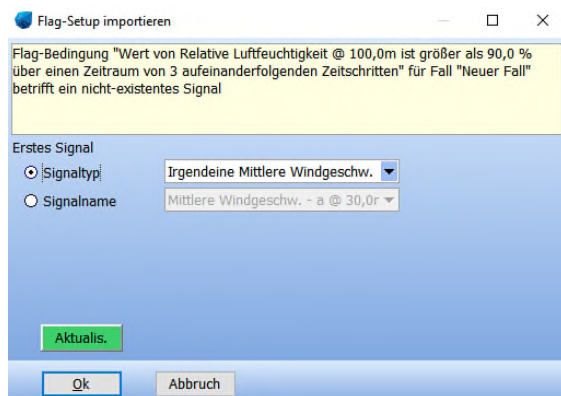 Flag-Setup importieren
Flag-Bedingung "Wert von Relative Luftfeuchtigkeit @ 100,0m ist größer als 90,0 %
über einen Zeitraum von 3 aufeinanderfolgenden Zeitschritten" für Fall "Neuer Fall"
betrifft ein nicht-existentes Signal
Erstes Signal
Signaltyp Irgendeine Mittlere Windgeschw.
Signalname Mittlere Windgeschw. - a @ 30,0r
Aktualis.
Ok Abbruch